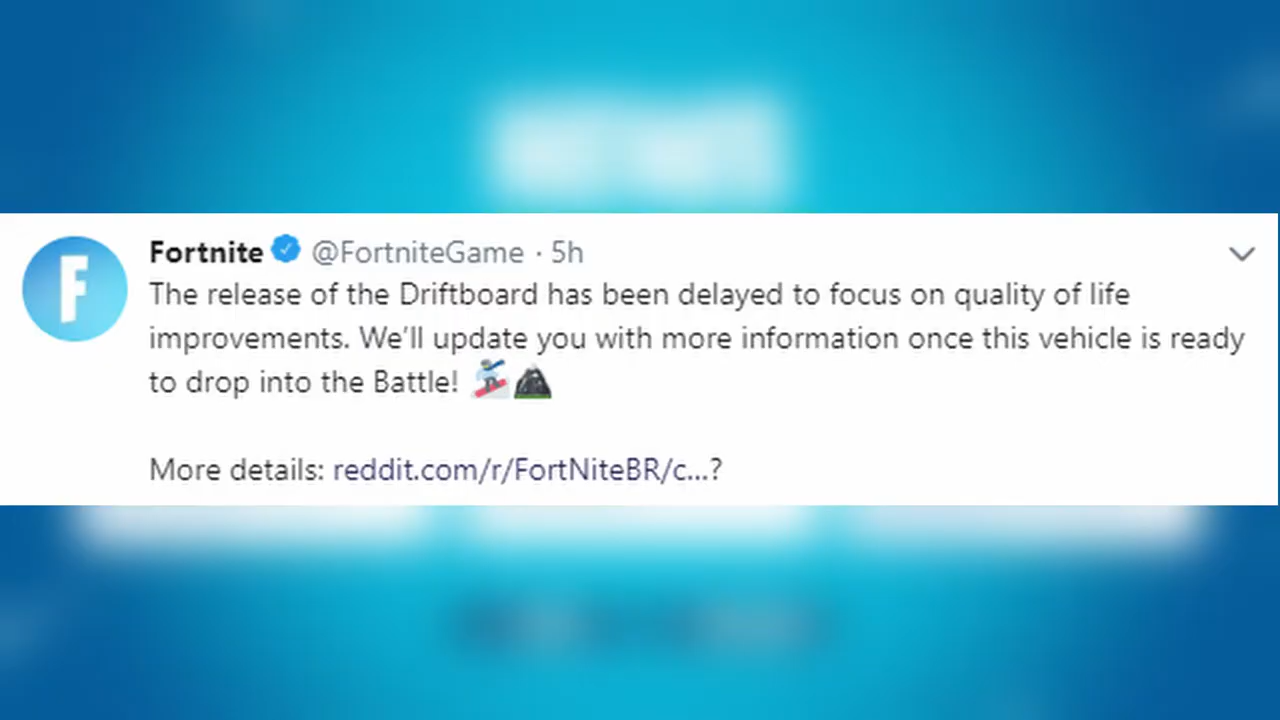 Fortnite @FortniteGame · 5h
The release of the Driftboard has been delayed to focus on quality of life
improvements. We'll update you with more information once this vehicle is ready
to drop into the Battle! 🏂⛰
More details: reddit.com/r/FortNiteBR/c...?
F